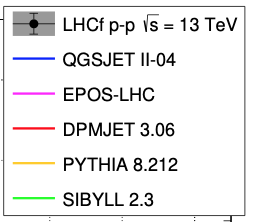 LHCf p-p √s = 13 TeV
QGSJET II-04
EPOS-LHC
DPMJET 3.06
PYTHIA 8.212
SIBYLL 2.3